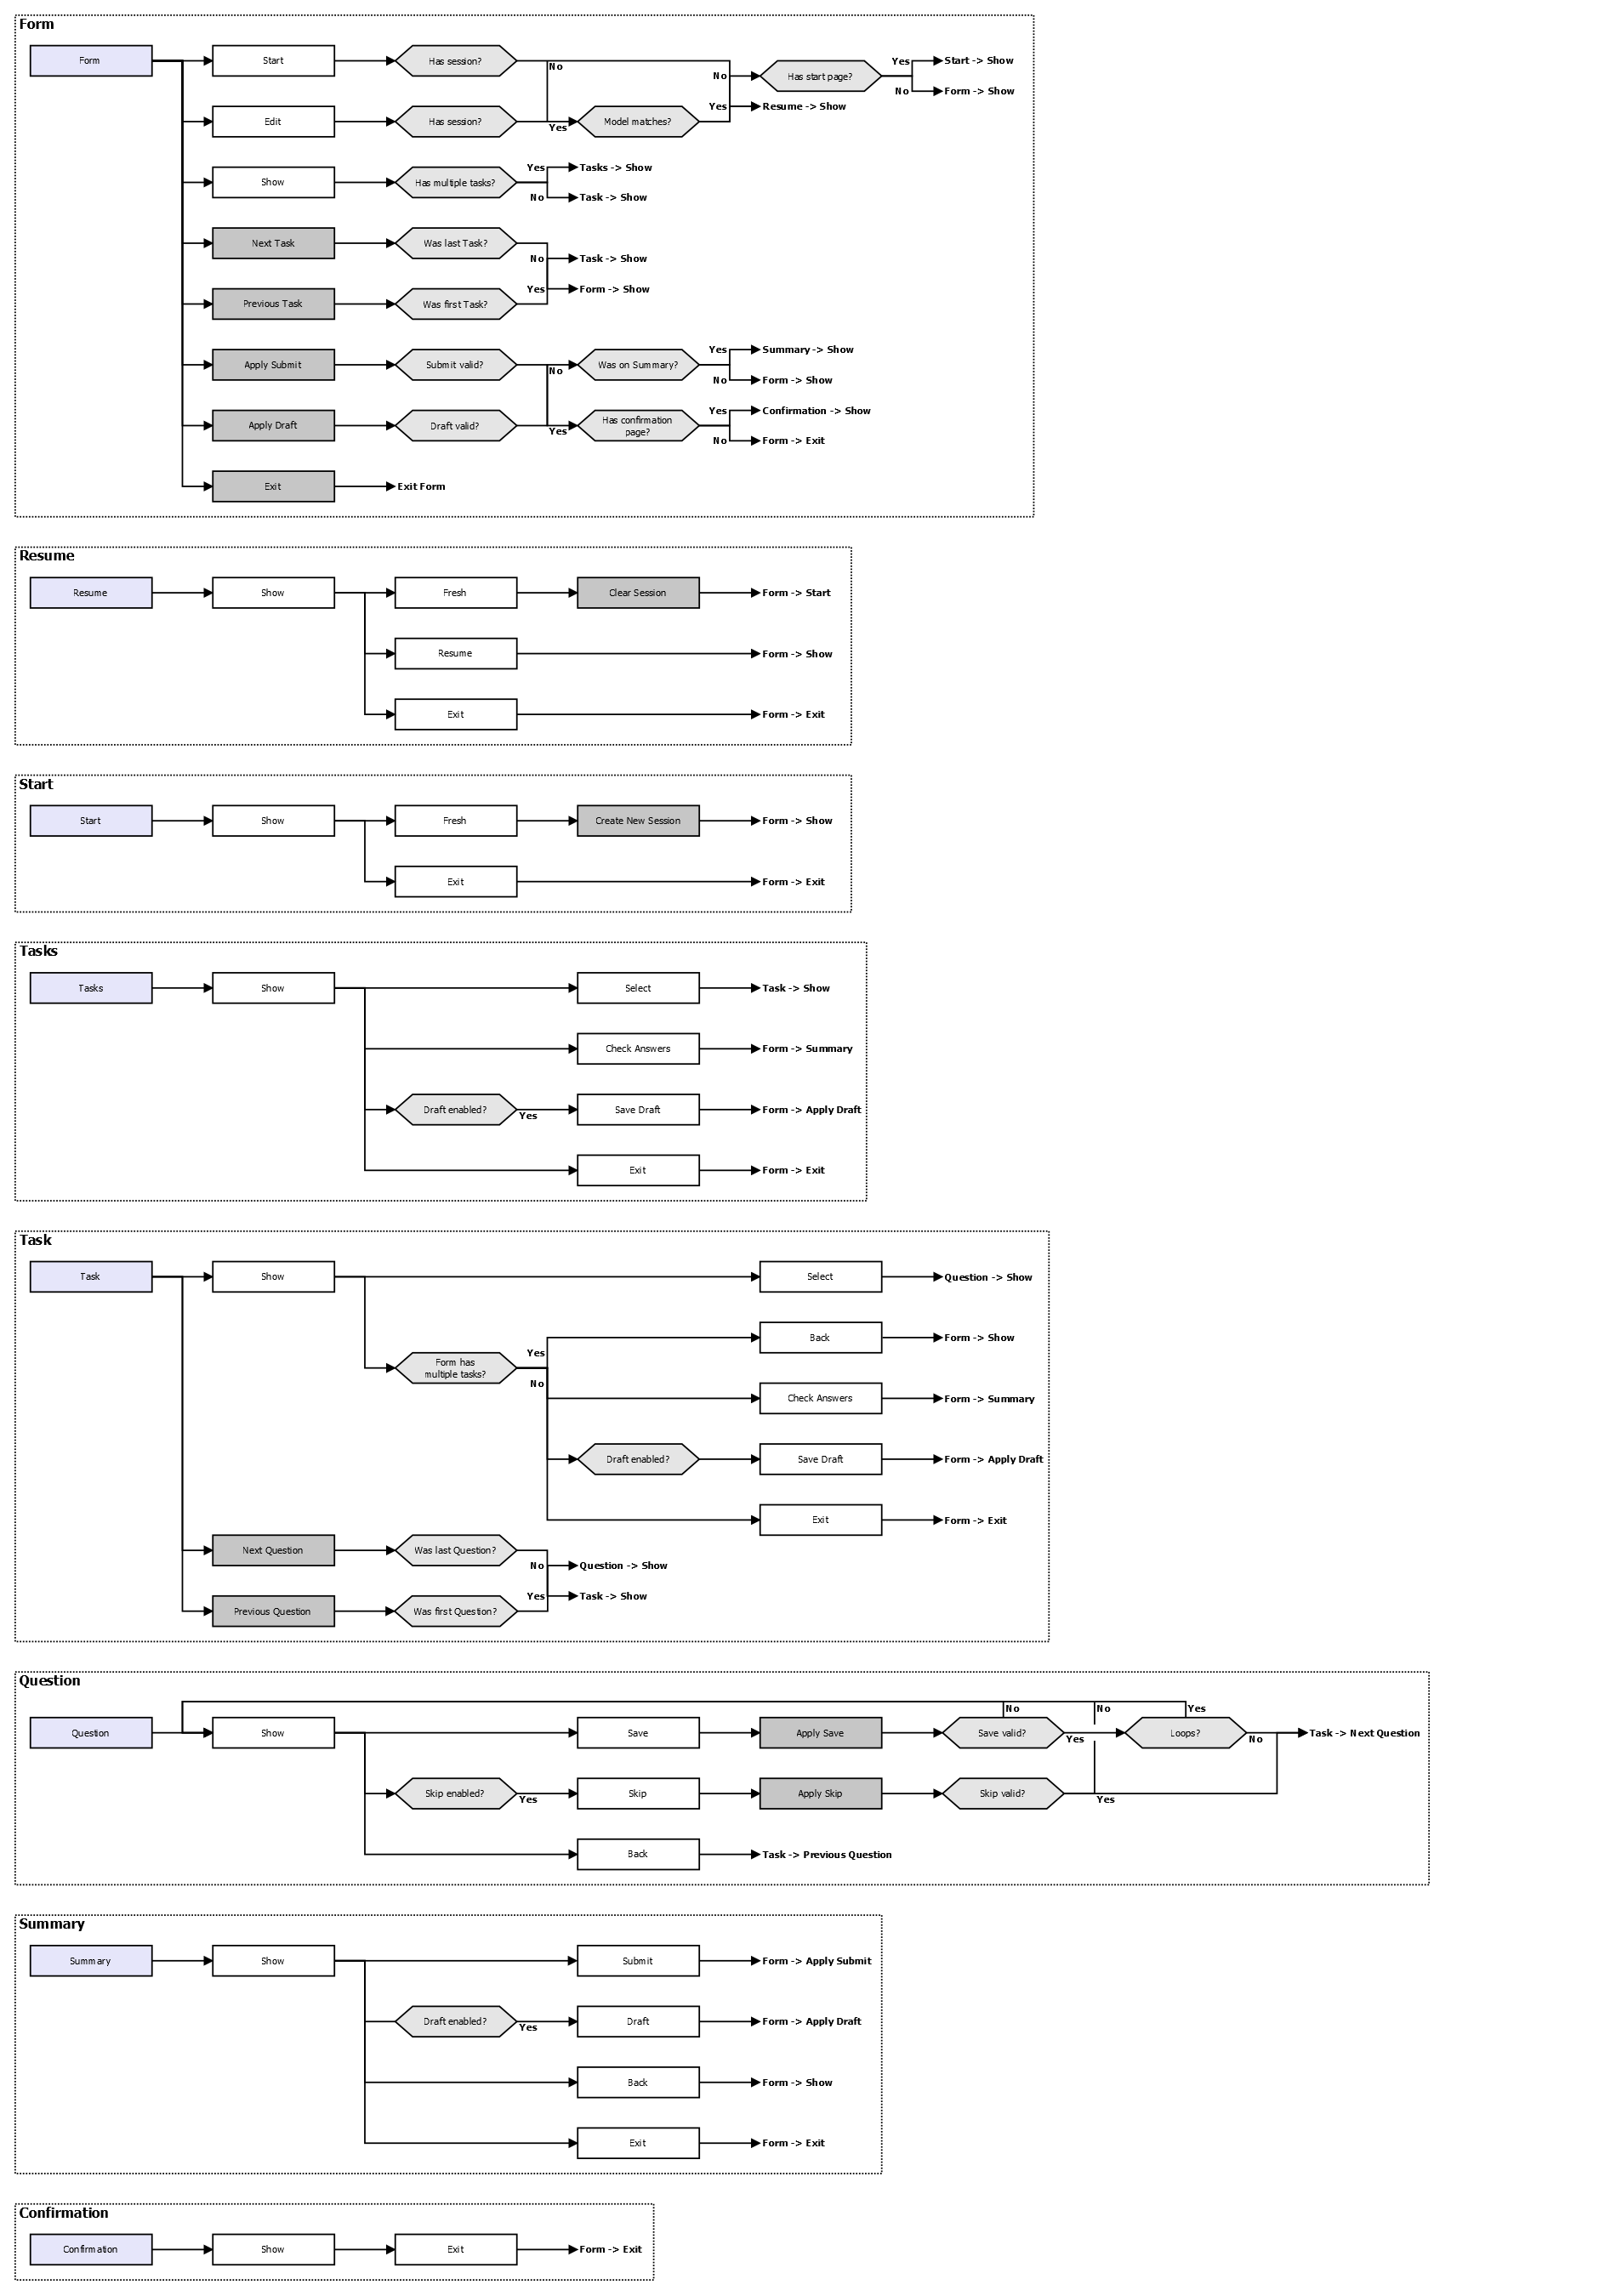 Form
Form
Start
Has session?
No
No
Has start page?
Yes
Start -> Show
No
Form -> Show
Yes
Resume -> Show
Edit
Has session?
Yes
Model matches?
Show
Has multiple tasks?
Yes
Tasks -> Show
No
Task -> Show
Next Task
Was last Task?
No
Task -> Show
Yes
Form -> Show
Previous Task
Was first Task?
Apply Submit
Submit valid?
No
Was on Summary?
Yes
Summary -> Show
No
Form -> Show
Apply Draft
Draft valid?
Yes
Has confirmation
page?
Yes
Confirmation -> Show
No
Form -> Exit
Exit
Exit Form
Resume
Resume
Show
Fresh
Clear Session
Form -> Start
Resume
Form -> Show
Exit
Form -> Exit
Start
Start
Show
Fresh
Create New Session
Form -> Show
Exit
Form -> Exit
Tasks
Tasks
Show
Select
Task -> Show
Check Answers
Form -> Summary
Draft enabled?
Yes
Save Draft
Form -> Apply Draft
Exit
Form -> Exit
Task
Task
Show
Select
Question -> Show
Back
Form -> Show
Form has
multiple tasks?
Yes
No
Check Answers
Form -> Summary
Draft enabled?
Save Draft
Form -> Apply Draft
Exit
Form -> Exit
Next Question
Was last Question?
No
Question -> Show
Yes
Task -> Show
Previous Question
Was first Question?
Question
No
No
Yes
Question
Show
Save
Apply Save
Save valid?
Yes
Loops?
No
Task -> Next Question
Skip enabled?
Yes
Skip
Apply Skip
Skip valid?
Yes
Back
Task -> Previous Question
Summary
Summary
Show
Submit
Form -> Apply Submit
Draft enabled?
Yes
Draft
Form -> Apply Draft
Back
Form -> Show
Exit
Form -> Exit
Confirmation
Confirmation
Show
Exit
Form -> Exit